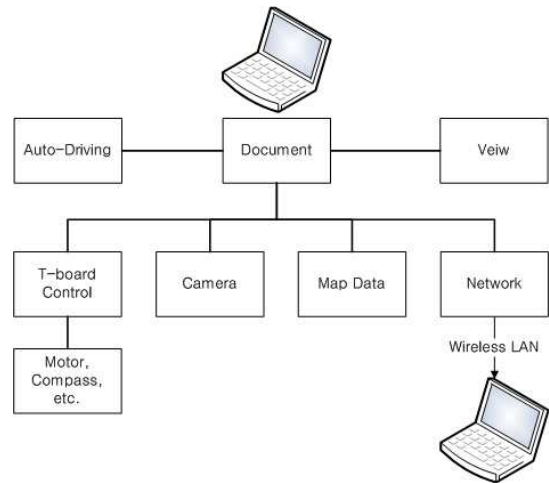 Auto-Driving
Document
Veiw
T-board
Control
Camera
Map Data
Network
Motor,
Compass,
etc.
Wireless LAN